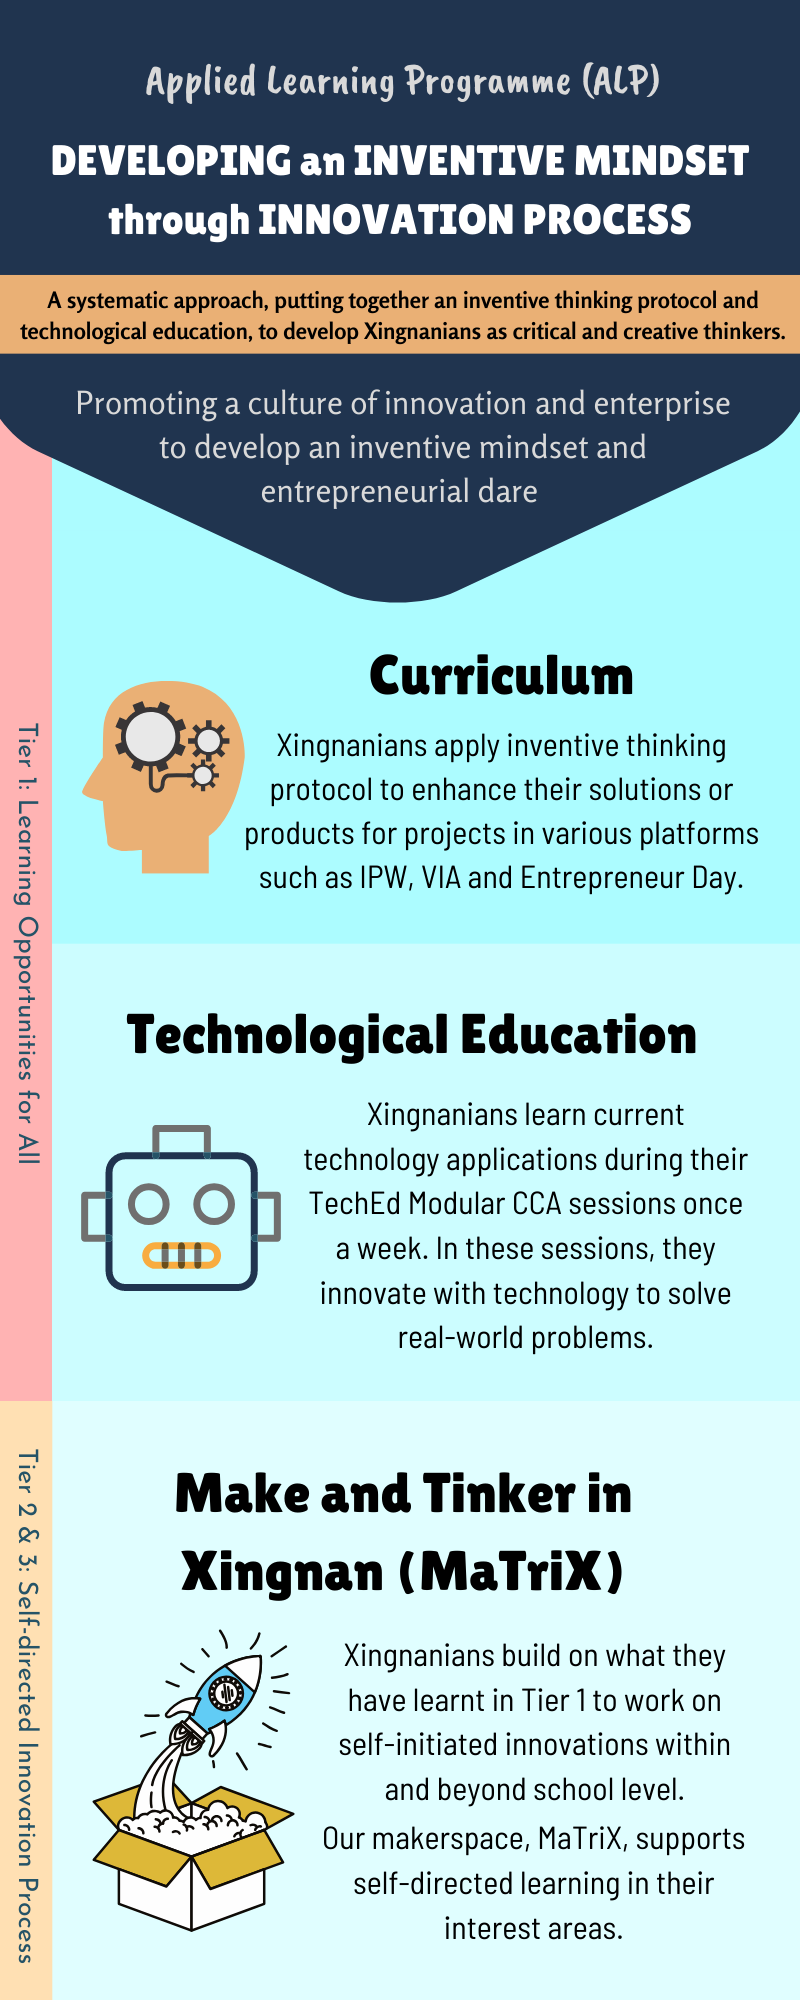 Applied Learning Programme (ALP)
DEVELOPING an INVENTIVE MINDSET
through INNOVATION PROCESS
A systematic approach, putting together an inventive thinking protocol and
technological education, to develop Xingnanians as critical and creative thinkers.
Promoting a culture of innovation and enterprise
to develop an inventive mindset and
entrepreneurial dare
Tier 1: Learning Opportunities for All
Curriculum
Xingnanians apply inventive thinking
protocol to enhance their solutions or
products for projects in various platforms
such as IPW, VIA and Entrepreneur Day.
Technological Education
Xingnanians learn current
technology applications during their
TechEd Modular CCA sessions once
a week. In these sessions, they
innovate with technology to solve
real-world problems.
Tier 2 & 3: Self-directed Innovation Process
Make and Tinker in
Xingnan (MaTriX)
Xingnanians build on what they
have learnt in Tier 1 to work on
self-initiated innovations within
and beyond school level.
Our makerspace, MaTriX, supports
self-directed learning in their
interest areas.